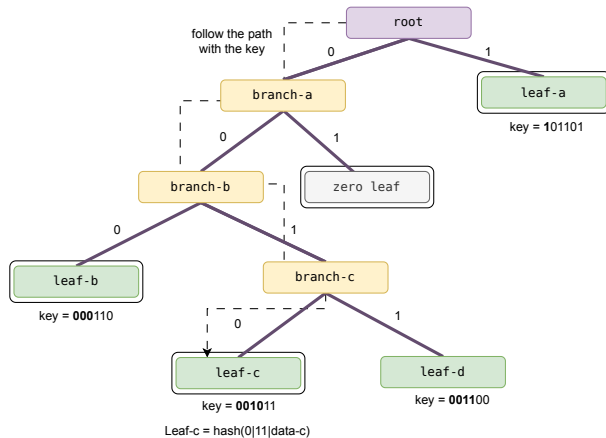 root
follow the path
with the key
0
1
branch-a
leaf-a
key = 101101
0
1
branch-b
zero leaf
0
1
leaf-b
branch-c
key = 000110
0
1
leaf-c
leaf-d
key = 001011
key = 001100
Leaf-c = hash(0|11|data-c)